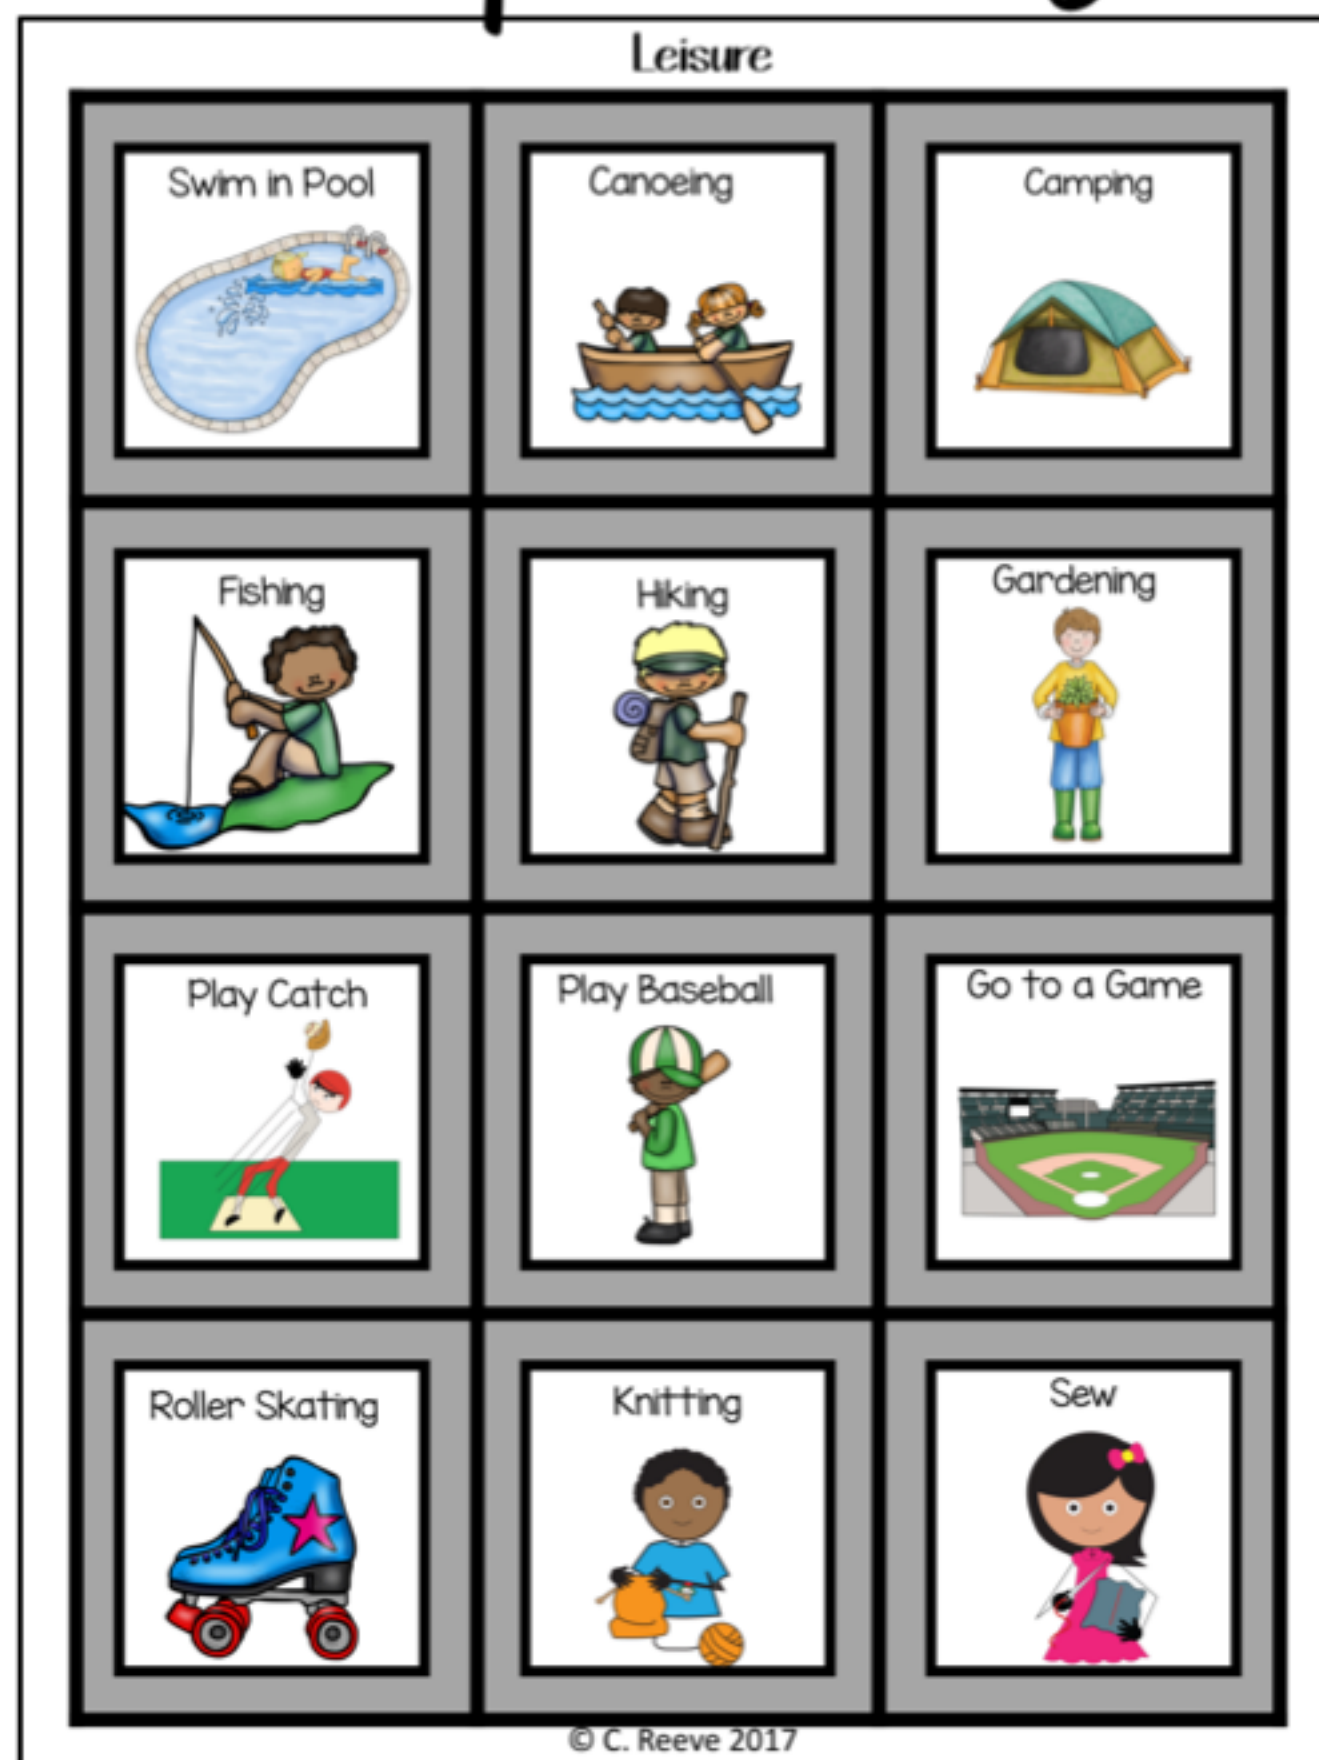 Leisure
Swim in Pool
Canoeing
Camping
Fishing
Hiking
Gardening
Play Catch
Play Baseball
Go to a Game
Roller Skating
Knitting
Sew
© C. Reeve 2017